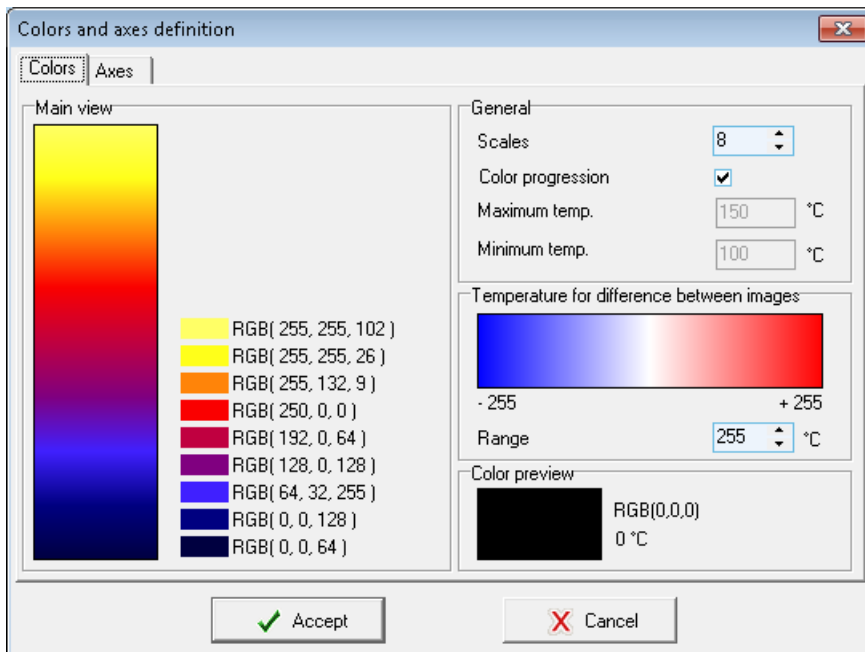 Colors and axes definition
Colors Axes
Main view
RGB( 255, 255, 102 )
RGB( 255, 255, 26 )
RGB( 255, 132, 9 )
RGB( 250, 0, 0 )
RGB( 192, 0, 64 )
RGB( 128, 0, 128 )
RGB( 64, 32, 255 )
RGB( 0, 0, 128 )
RGB( 0, 0, 64 )
General
Scales 8
Color progression
Maximum temp. 150 °C
Minimum temp. 100 °C
Temperature for difference between images
- 255 + 255
Range 255 °C
Color preview
RGB(0,0,0)
0 °C
Accept Cancel